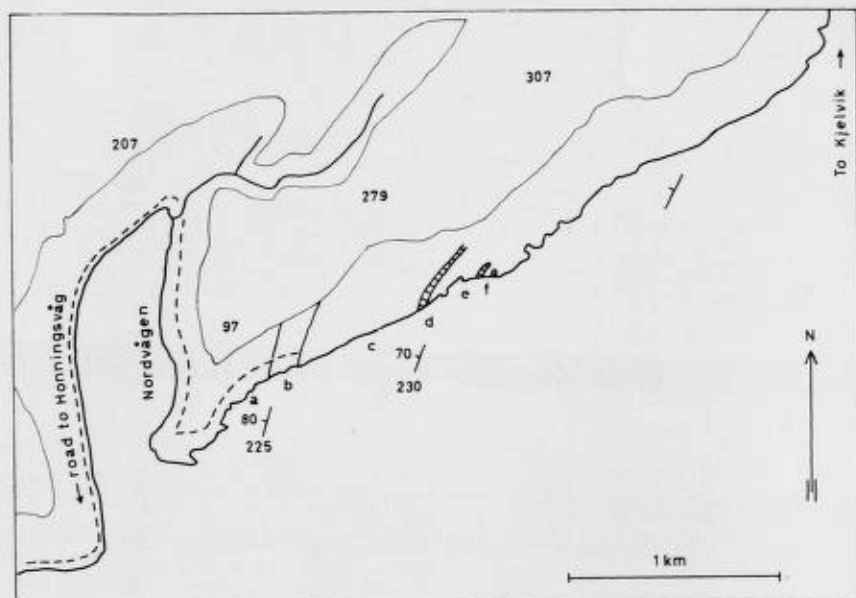 307
207
To Kjelvik
279
Nordvågen
road to Honningsvåg
97
f
e
d
c
70
230
b
a
80
225
N
1 km